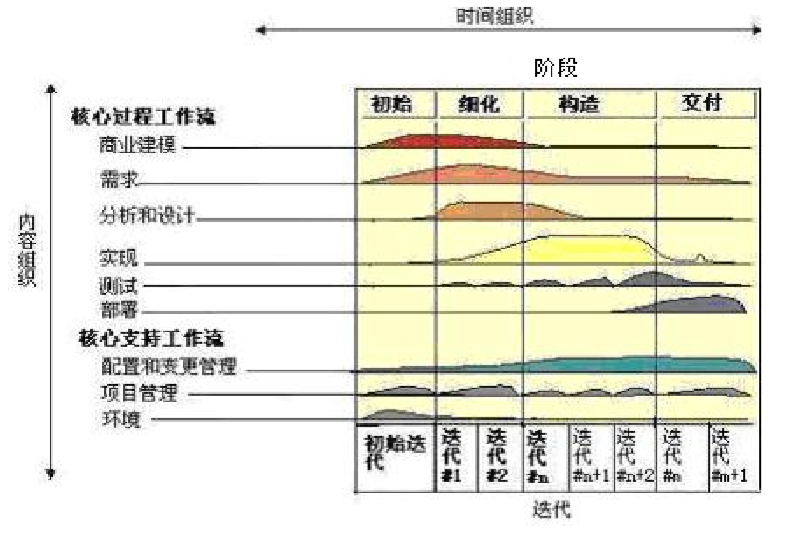 时间组织
阶段
初始 细化 构造 交付
核心过程工作流
商业建模
需求
分析和设计
实现
测试
部署
核心支持工作流
配置和变更管理
项目管理
环境
内容组织
初始迭代
迭代#1
迭代#2
迭代#n
迭代#n+1
迭代#n+2
迭代#m
迭代#m+1
迭代